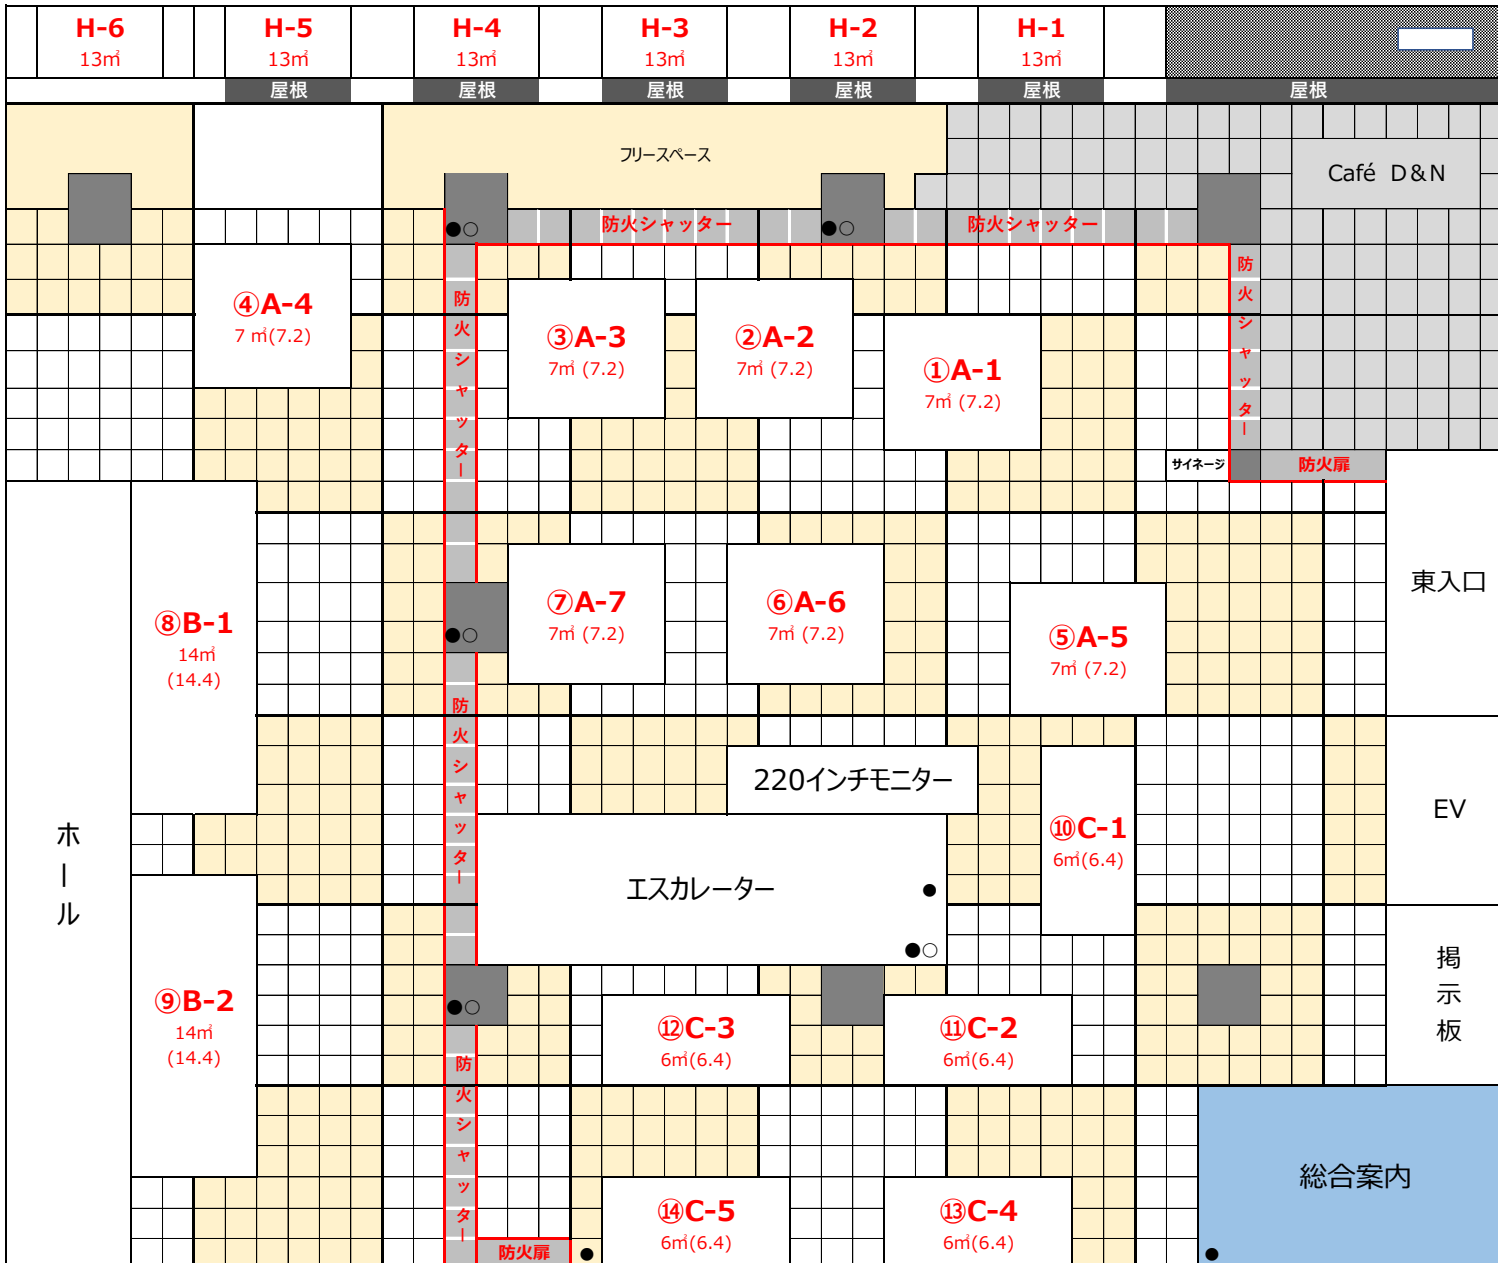 H-6
13㎡
H-5
13㎡
H-4
13㎡
H-3
13㎡
H-2
13㎡
H-1
13㎡
屋根
屋根
屋根
屋根
屋根
屋根
フリースペース
Café D&N
防火シャッター
防火シャッター
●○
●○
④A-4
7 ㎡(7.2)
防火シャッター
③A-3
7㎡ (7.2)
②A-2
7㎡ (7.2)
①A-1
7㎡ (7.2)
防火シャッター
サイネージ
防火扉
⑧B-1
14㎡
(14.4)
●○
⑦A-7
7㎡ (7.2)
⑥A-6
7㎡ (7.2)
⑤A-5
7㎡ (7.2)
東入口
防火シャッター
220インチモニター
⑩C-1
6㎡(6.4)
EV
ホール
エスカレーター
●
●○
⑨B-2
14㎡
(14.4)
●○
⑫C-3
6㎡(6.4)
⑪C-2
6㎡(6.4)
掲示板
防火シャッター
⑭C-5
6㎡(6.4)
⑬C-4
6㎡(6.4)
総合案内
防火扉
●
●